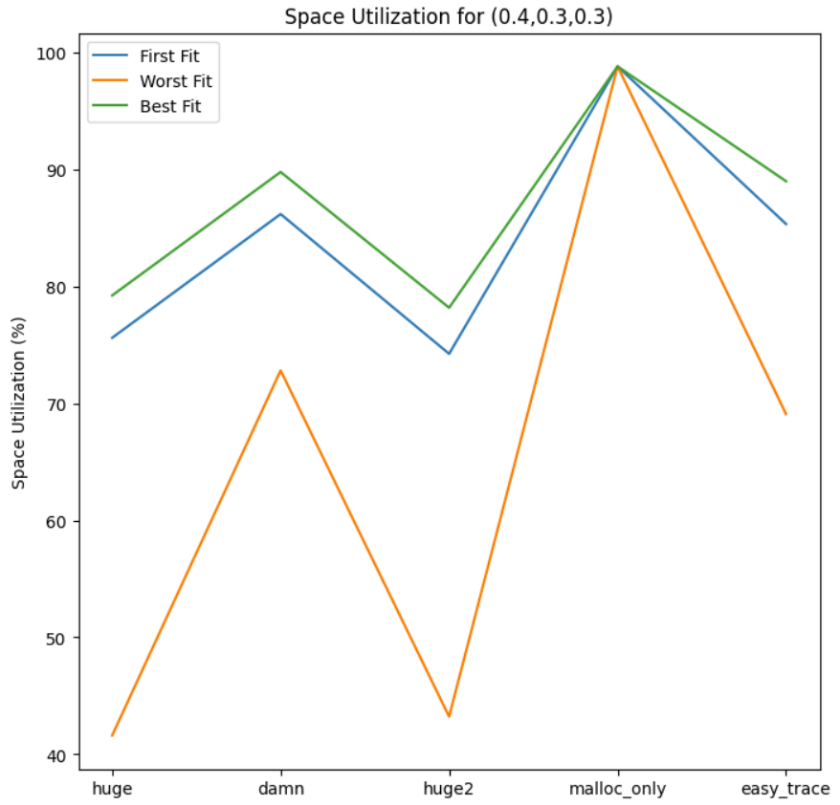 Space Utilization for (0.4,0.3,0.3)
First Fit
Worst Fit
Best Fit
Space Utilization (%)
100
90
80
70
60
50
40
huge
damn
huge2
malloc_only
easy_trace